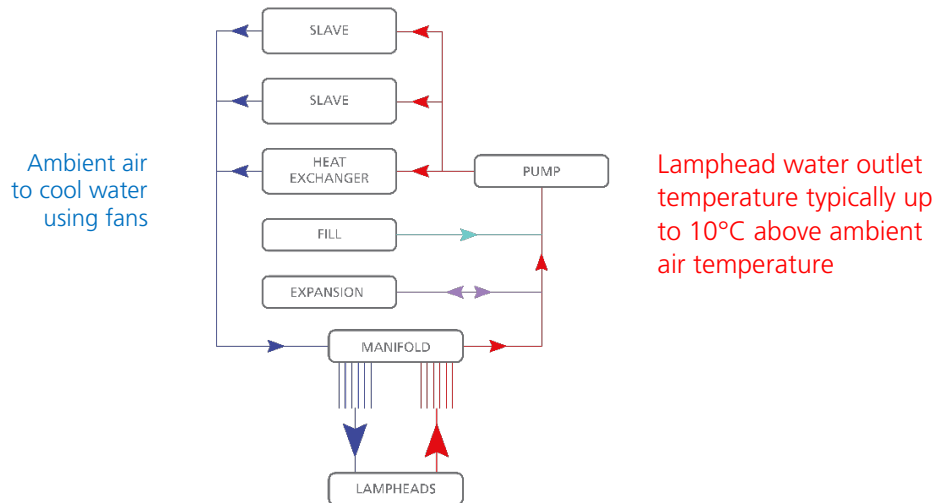 SLAVE
SLAVE
Ambient air
to cool water
using fans
HEAT
EXCHANGER
PUMP
Lamphead water outlet
temperature typically up
to 10°C above ambient
air temperature
FILL
EXPANSION
MANIFOLD
LAMPHEADS